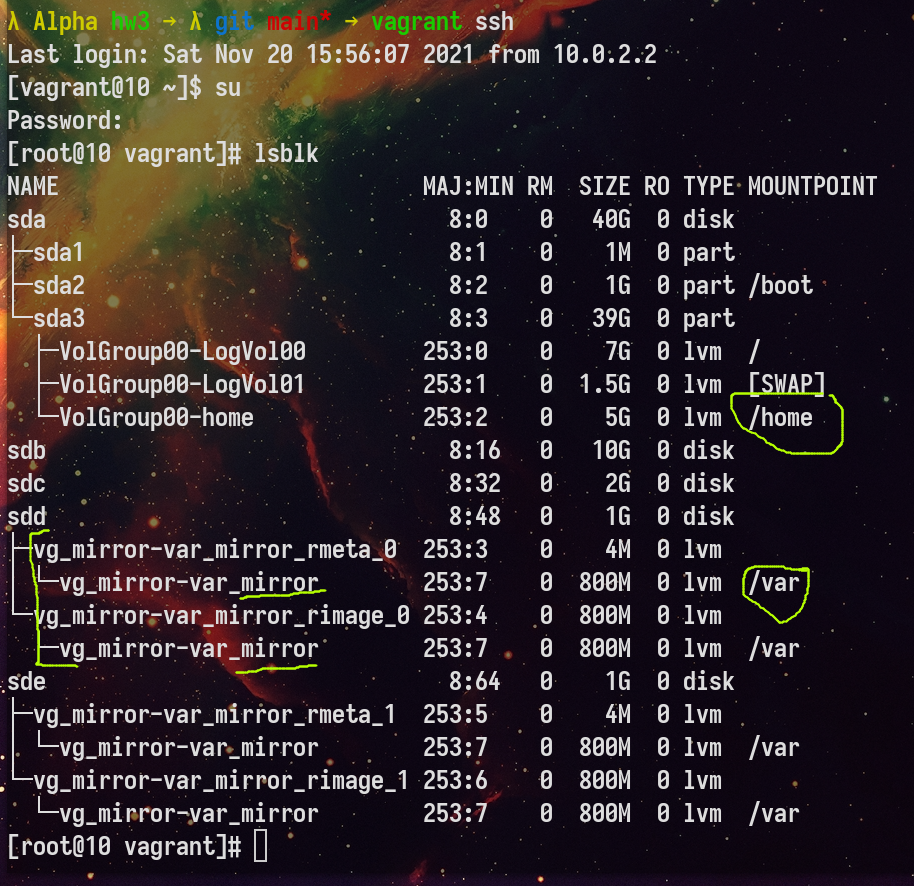 λ Alpha hw3 → λ git main* → vagrant ssh
Last login: Sat Nov 20 15:56:07 2021 from 10.0.2.2
[vagrant@10 ~]$ su
Password:
[root@10 vagrant]# lsblk
NAME                            MAJ:MIN RM  SIZE RO TYPE MOUNTPOINT
sda                               8:0    0   40G  0 disk
├─sda1                            8:1    0    1M  0 part
├─sda2                            8:2    0    1G  0 part /boot
└─sda3                            8:3    0   39G  0 part
  ├─VolGroup00-LogVol00         253:0    0    7G  0 lvm  /
  ├─VolGroup00-LogVol01         253:1    0  1.5G  0 lvm  [SWAP]
  └─VolGroup00-home             253:2    0    5G  0 lvm  /home
sdb                               8:16   0   10G  0 disk
sdc                               8:32   0    2G  0 disk
sdd                               8:48   0    1G  0 disk
├─vg_mirror-var_mirror_rmeta_0  253:3    0    4M  0 lvm
│ └─vg_mirror-var_mirror        253:7    0  800M  0 lvm  /var
└─vg_mirror-var_mirror_rimage_0 253:4    0  800M  0 lvm
  └─vg_mirror-var_mirror        253:7    0  800M  0 lvm  /var
sde                               8:64   0    1G  0 disk
├─vg_mirror-var_mirror_rmeta_1  253:5    0    4M  0 lvm
│ └─vg_mirror-var_mirror        253:7    0  800M  0 lvm  /var
└─vg_mirror-var_mirror_rimage_1 253:6    0  800M  0 lvm
  └─vg_mirror-var_mirror        253:7    0  800M  0 lvm  /var
[root@10 vagrant]#